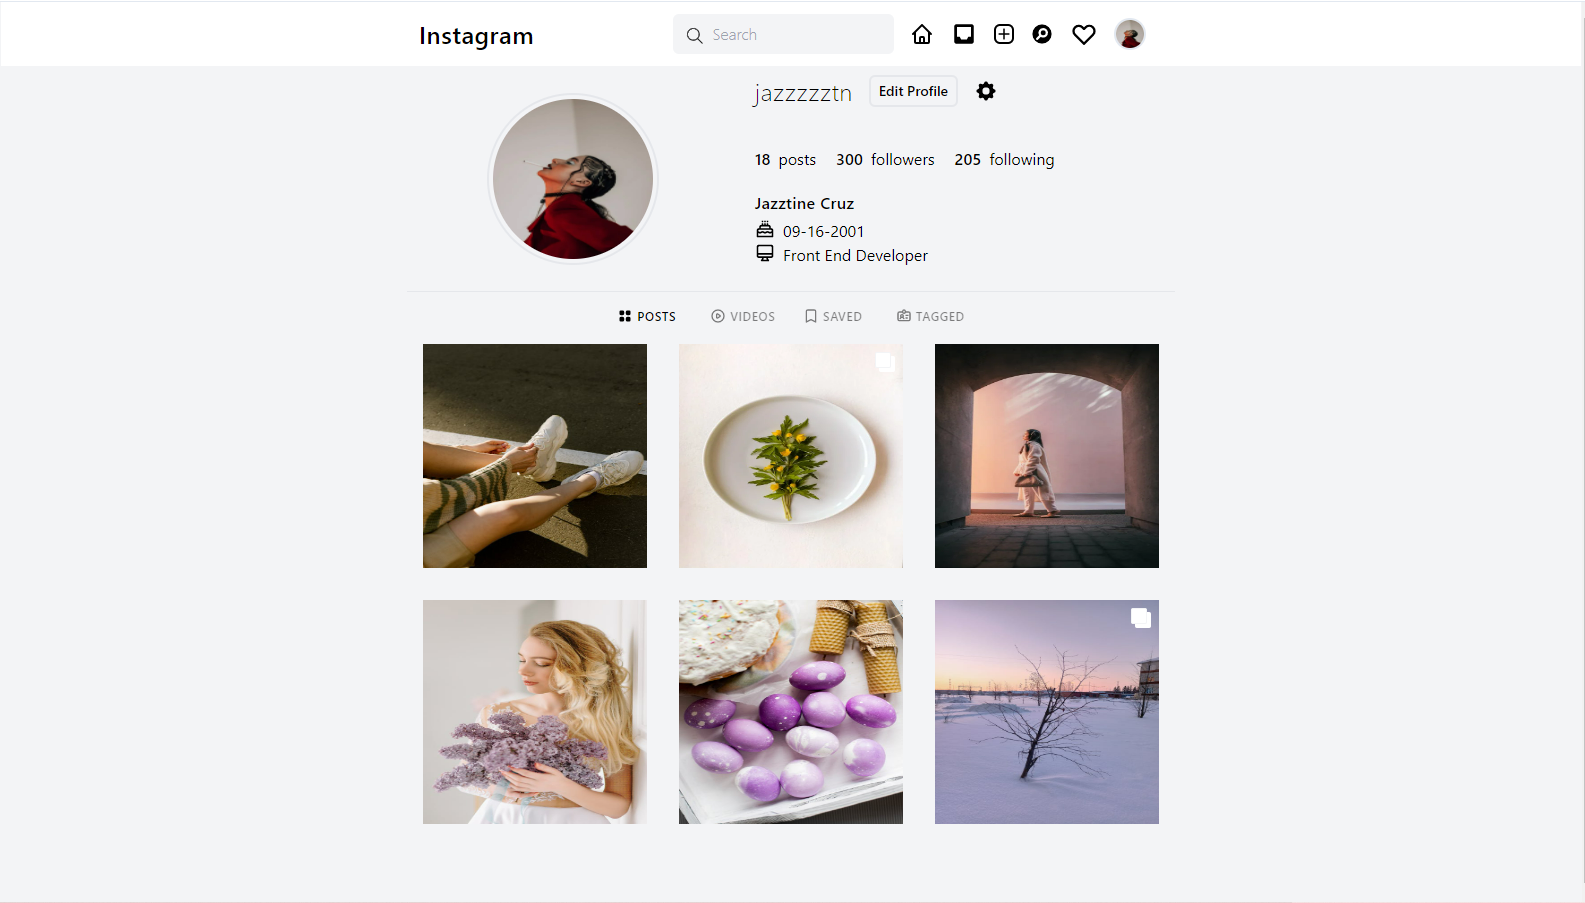 Instagram
Search
jazzzzztn Edit Profile
18 posts 300 followers 205 following
Jazztine Cruz
09-16-2001
Front End Developer
POSTS VIDEOS SAVED TAGGED